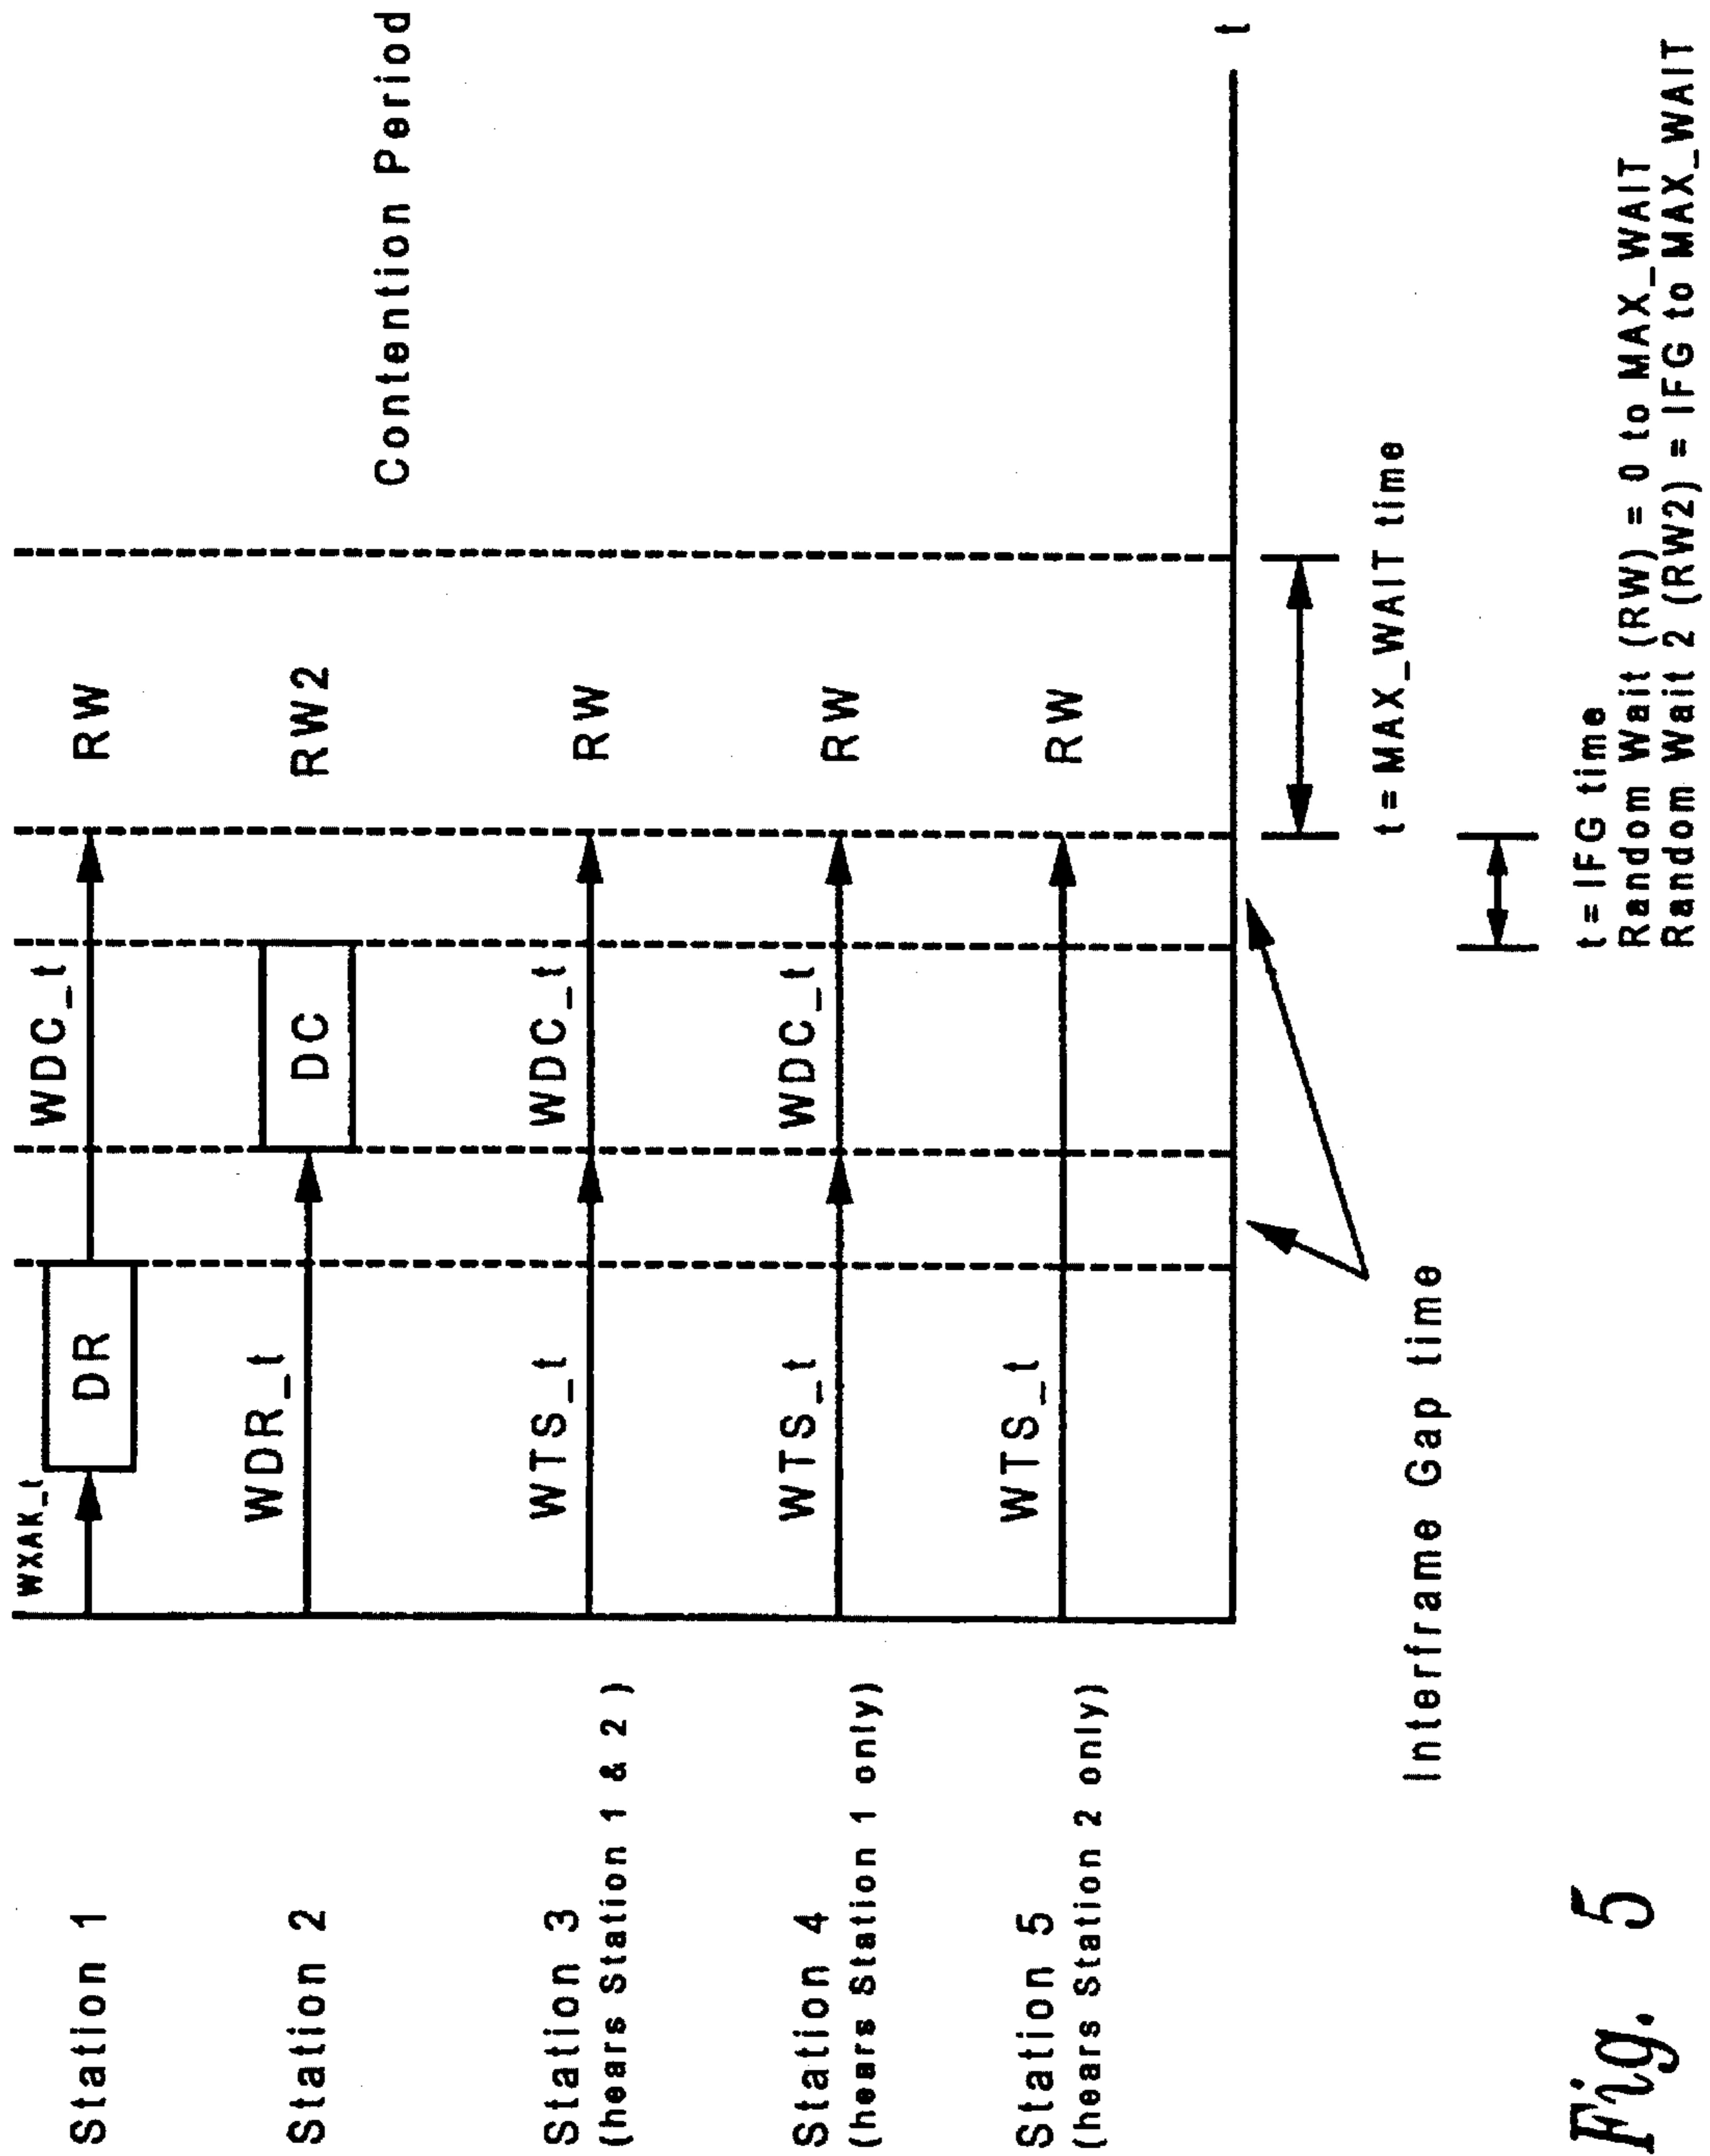 Station 1
WXAK_t
DR
WDC_t
RW
Station 2
WDR_t
DC
RW2
Contention Period
Station 3
(hears Station 1 & 2 )
WTS_t
WDC_t
RW
Station 4
(hears Station 1 only)
WTS_t
WDC_t
RW
Station 5
(hears Station 2 only)
WTS_t
RW
t
t = MAX_WAIT time
Interframe Gap time
t = IFG time
Random Wait (RW) = 0 to MAX_WAIT
Random Wait 2 (RW2) = IFG to MAX_WAIT
Fig. 5